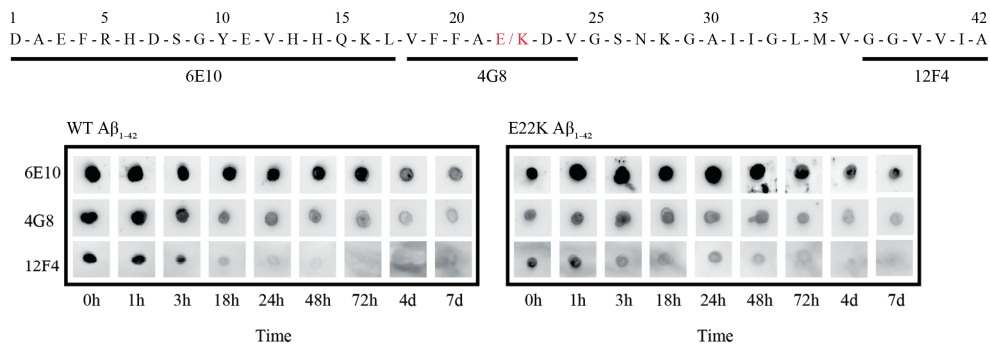 1 5 10 15 20 25 30 35 42
D - A - E - F - R - H - D - S - G - Y - E - V - H - H - Q - K - L - V - F - F - A - E / K - D - V - G - S - N - K - G - A - I - I - G - L - M - V - G - G - V - V - I - A
6E10 4G8 12F4
WT Aβ1-42
6E10
4G8
12F4
0h 1h 3h 18h 24h 48h 72h 4d 7d
Time
E22K Aβ1-42
0h 1h 3h 18h 24h 48h 72h 4d 7d
Time